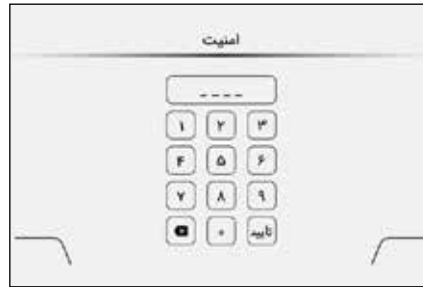 امنیت
_ _ _ _
۱ ۲ ۳
۴ ۵ ۶
۷ ۸ ۹
۰ تایید